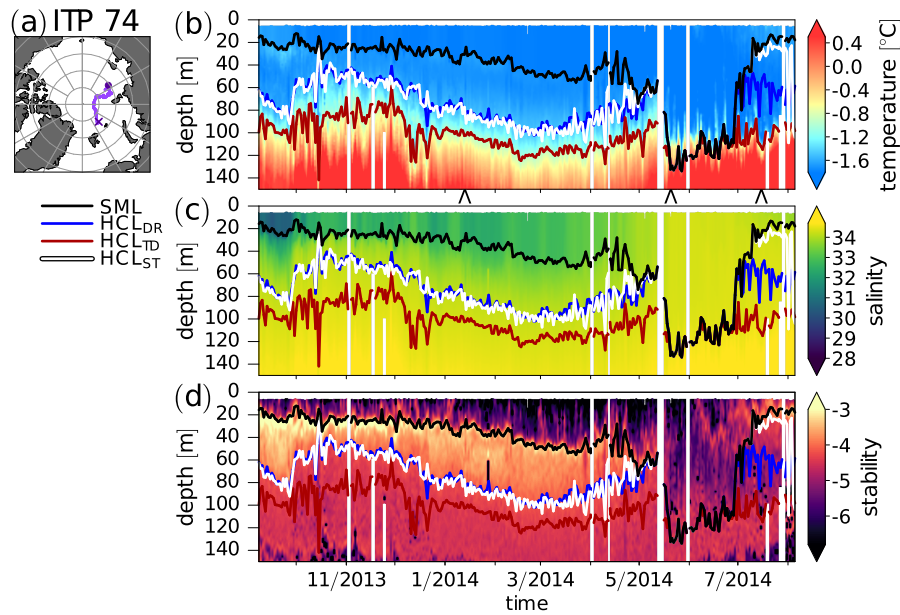 (a) ITP 74
SML
HCL_DR
HCL_TD
HCL_ST
(b)
depth [m]
0
20
40
60
80
100
120
140
0.4
0.0
-0.4
-0.8
-1.2
-1.6
temperature [°C]
^ ^ ^
(c)
depth [m]
0
20
40
60
80
100
120
140
34
33
32
31
30
29
28
salinity
(d)
depth [m]
0
20
40
60
80
100
120
140
-3
-4
-5
-6
stability
11/2013 1/2014 3/2014 5/2014 7/2014
time